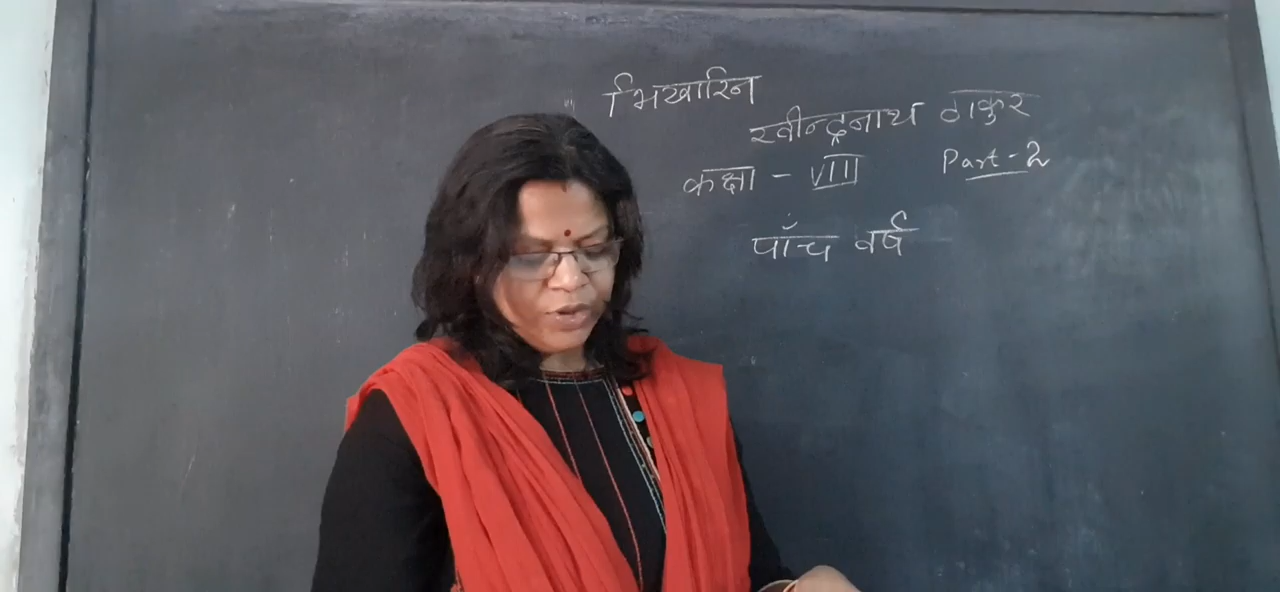 भिखारिन
रवीन्द्रनाथ ठाकुर
कक्षा - VIII Part-2
पाँच वर्ष